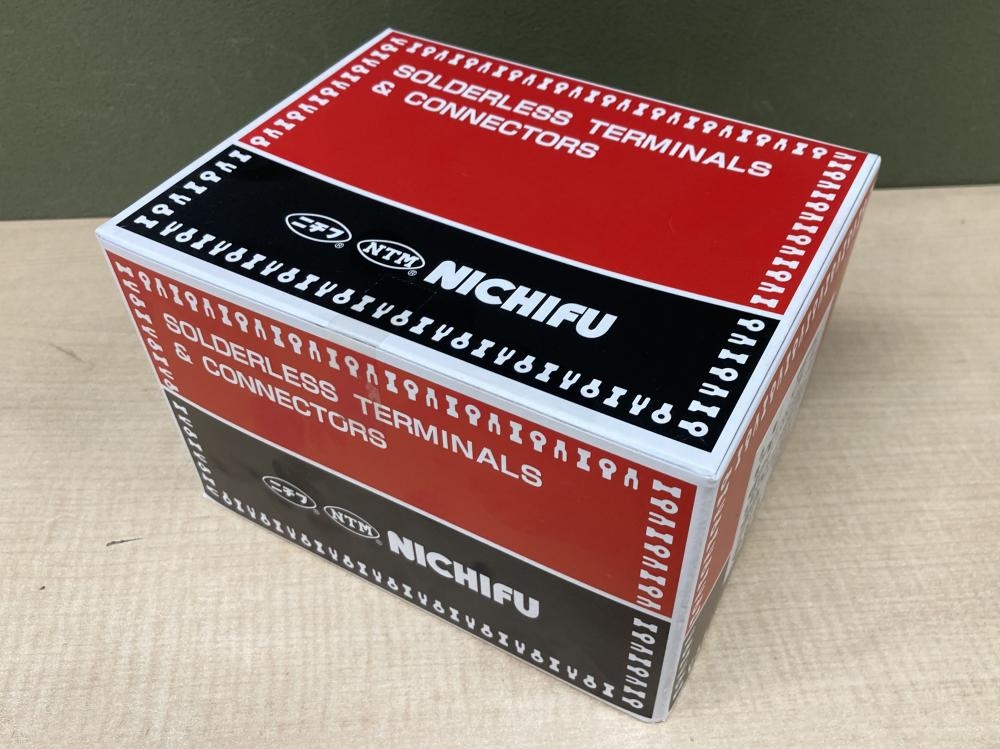 SOLDERLESS TERMINALS
& CONNECTORS
ニチフ® NTM® NICHIFU
SOLDERLESS TERMINALS
& CONNECTORS
ニチフ® NTM® NICHIFU